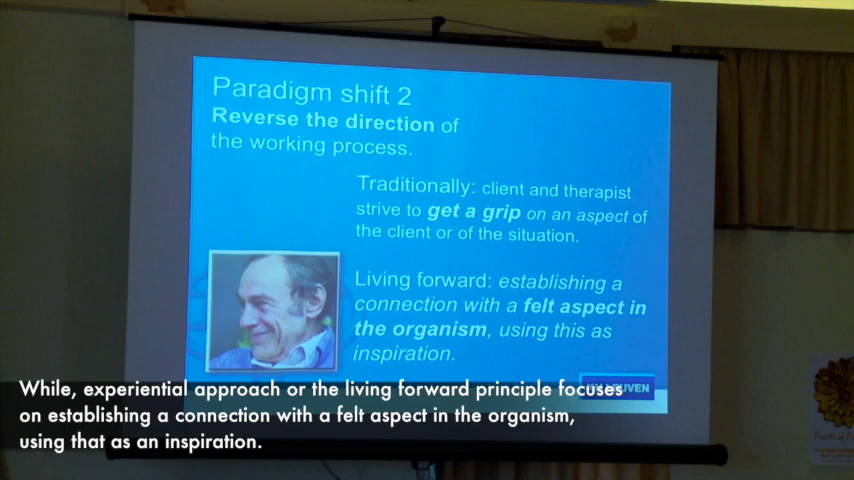 Paradigm shift 2
Reverse the direction of
the working process.
Traditionally: client and therapist
strive to get a grip on an aspect of
the client or of the situation.
Living forward: establishing a
connection with a felt aspect in
the organism, using this as
inspiration.
While, experiential approach or the living forward principle focuses
on establishing a connection with a felt aspect in the organism,
using that as an inspiration.